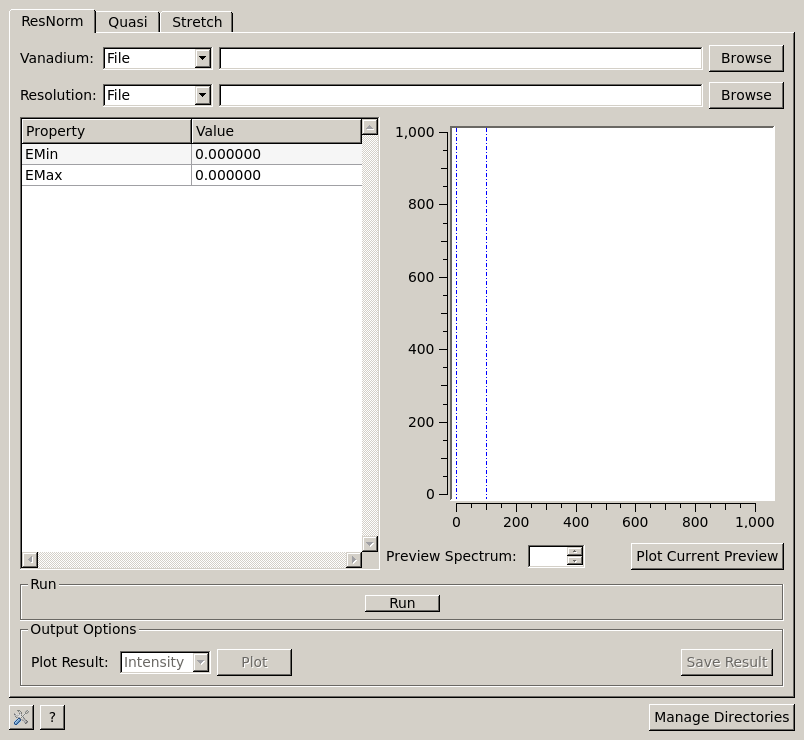 ResNorm Quasi Stretch
Vanadium: File Browse
Resolution: File Browse
Property Value
EMin 0.000000
EMax 0.000000
1,000
800
600
400
200
0
0 200 400 600 800 1,000
Preview Spectrum: Plot Current Preview
Run
Run
Output Options
Plot Result: Intensity Plot Save Result
? Manage Directories